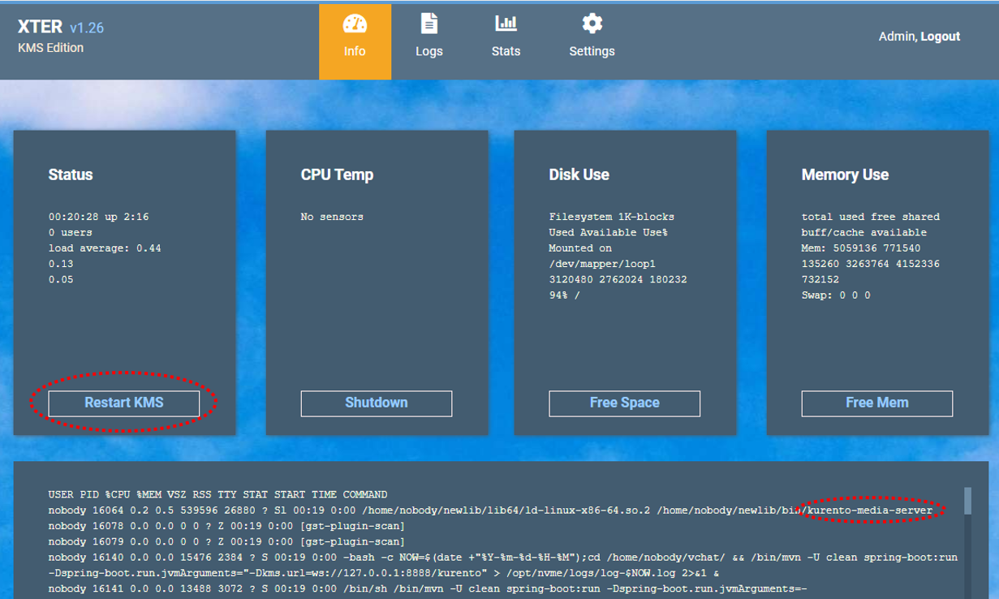 XTER v1.26
KMS Edition
Info
Logs
Stats
Settings
Admin, Logout
Status
00:20:28 up 2:16
0 users
load average: 0.44
0.13
0.05
Restart KMS
CPU Temp
No sensors
Shutdown
Disk Use
Filesystem 1K-blocks
Used Available Use%
Mounted on
/dev/mapper/loop1
3120480 2762024 180232
94% /
Free Space
Memory Use
total used free shared
buff/cache available
Mem: 5059136 771540
135260 3263764 4152336
732152
Swap: 0 0 0
Free Mem
USER PID %CPU %MEM VSZ RSS TTY STAT START TIME COMMAND
nobody 16064 0.2 0.5 539596 26880 ? Sl 00:19 0:00 /home/nobody/newlib/lib64/ld-linux-x86-64.so.2 /home/nobody/newlib/bin/kurento-media-server
nobody 16078 0.0 0.0 0 0 ? Z 00:19 0:00 [gst-plugin-scan]
nobody 16079 0.0 0.0 0 0 ? Z 00:19 0:00 [gst-plugin-scan]
nobody 16140 0.0 0.0 15476 2384 ? S 00:19 0:00 -bash -c NOW=$(date +"%Y-%m-%d-%H-%M");cd /home/nobody/vchat/ && /bin/mvn -U clean spring-boot:run
-Dspring-boot.run.jvmArguments="-Dkms.url=ws://127.0.0.1:8888/kurento" > /opt/nvme/logs/log-$NOW.log 2>&1 &
nobody 16141 0.0 0.0 13488 3072 ? S 00:19 0:00 /bin/sh /bin/mvn -U clean spring-boot:run -Dspring-boot.run.jvmArguments=-